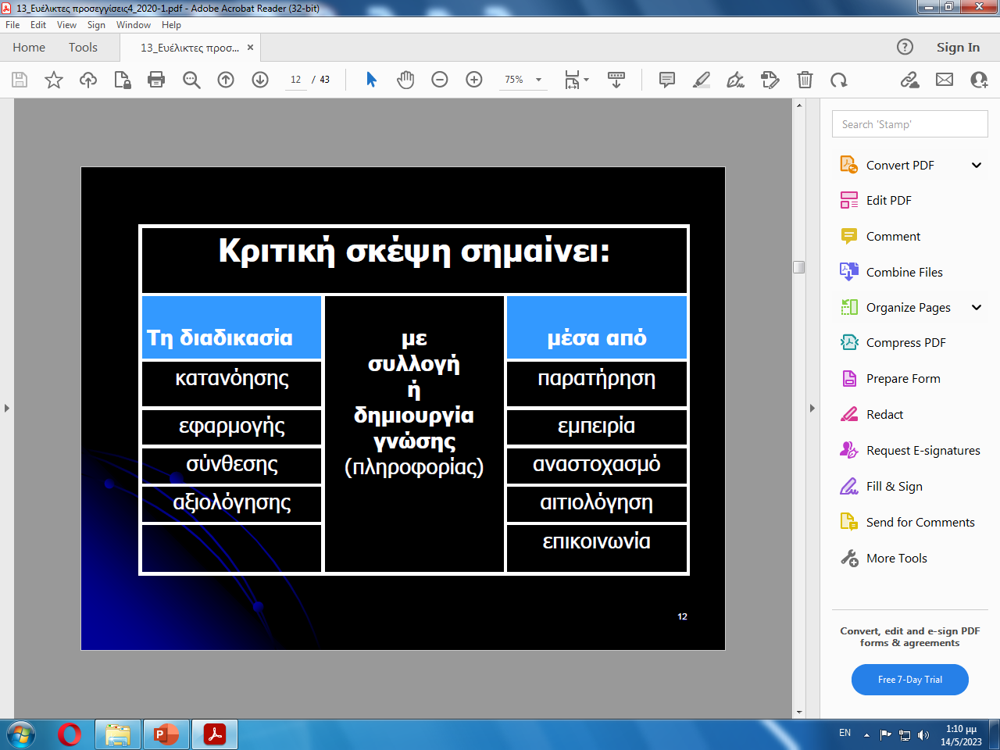 13_Ευέλικτες προσεγγίσεις4_2020-1.pdf - Adobe Acrobat Reader (32-bit)
File Edit View Sign Window Help
Home Tools 13_Ευέλικτες προσ... × Sign In
12 / 43 75%
Search 'Stamp'
Convert PDF
Edit PDF
Comment
Combine Files
Organize Pages
Compress PDF
Prepare Form
Redact
Request E-signatures
Fill & Sign
Send for Comments
More Tools
Convert, edit and e-sign PDF
forms & agreements
Free 7-Day Trial
Κριτική σκέψη σημαίνει:
Τη διαδικασία
κατανόησης
εφαρμογής
σύνθεσης
αξιολόγησης
με
συλλογή
ή
δημιουργία
γνώσης
(πληροφορίας)
μέσα από
παρατήρηση
εμπειρία
αναστοχασμό
αιτιολόγηση
επικοινωνία
12
EN
1:10 μμ
14/5/2023